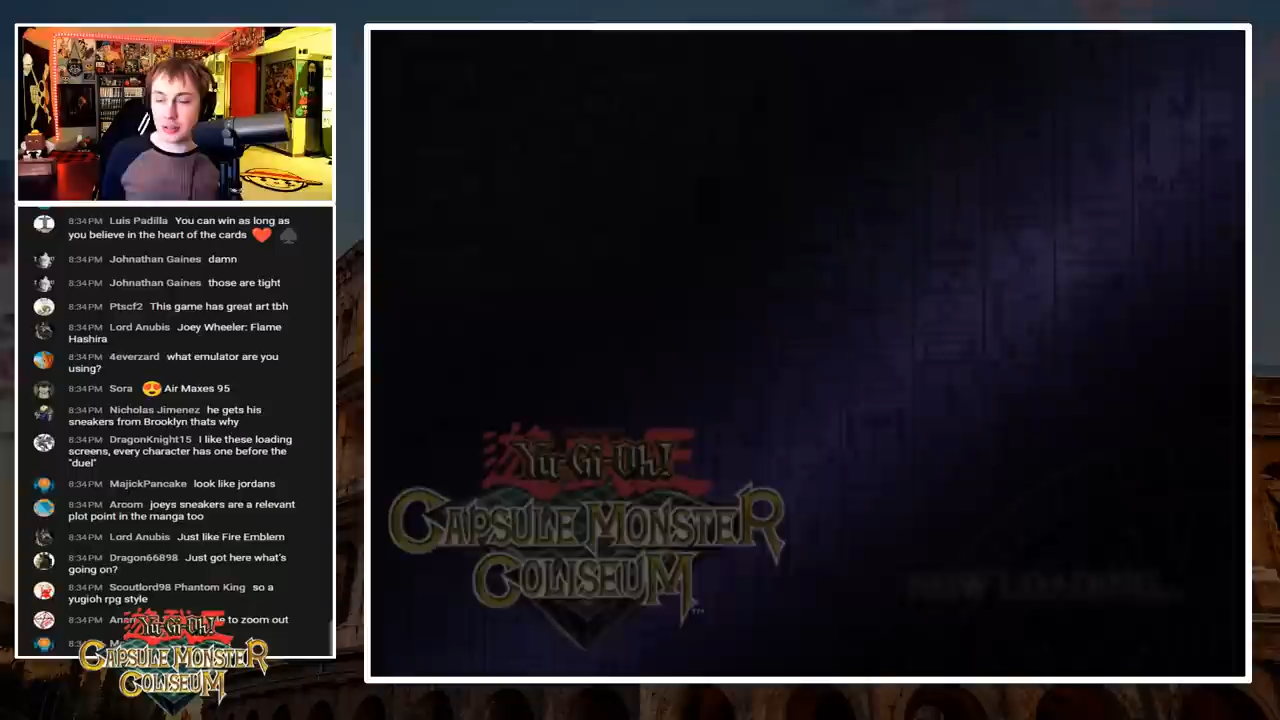 8:34 PM Luis Padilla You can win as long as
you believe in the heart of the cards ❤️ ♠️
8:34 PM Johnathan Gaines damn
8:34 PM Johnathan Gaines those are tight
8:34 PM Ptscf2 This game has great art tbh
8:34 PM Lord Anubis Joey Wheeler: Flame
Hashira
8:34 PM 4everzard what emulator are you
using?
8:34 PM Sora 😍 Air Maxes 95
8:34 PM Nicholas Jimenez he gets his
sneakers from Brooklyn thats why
8:34 PM DragonKnight15 I like these loading
screens, every character has one before the
"duel"
8:34 PM MajickPancake look like jordans
8:34 PM Arcom joeys sneakers are a relevant
plot point in the manga too
8:34 PM Lord Anubis Just like Fire Emblem
8:34 PM Dragon66898 Just got here what's
going on?
8:34 PM Scoutlord98 Phantom King so a
yugioh rpg style
8:34 PM to zoom out
Yu-Gi-Oh!
CAPSULE MONSTER
COLISEUM
Yu-Gi-Oh!
CAPSULE MONSTER
COLISEUM™
NOW LOADING...